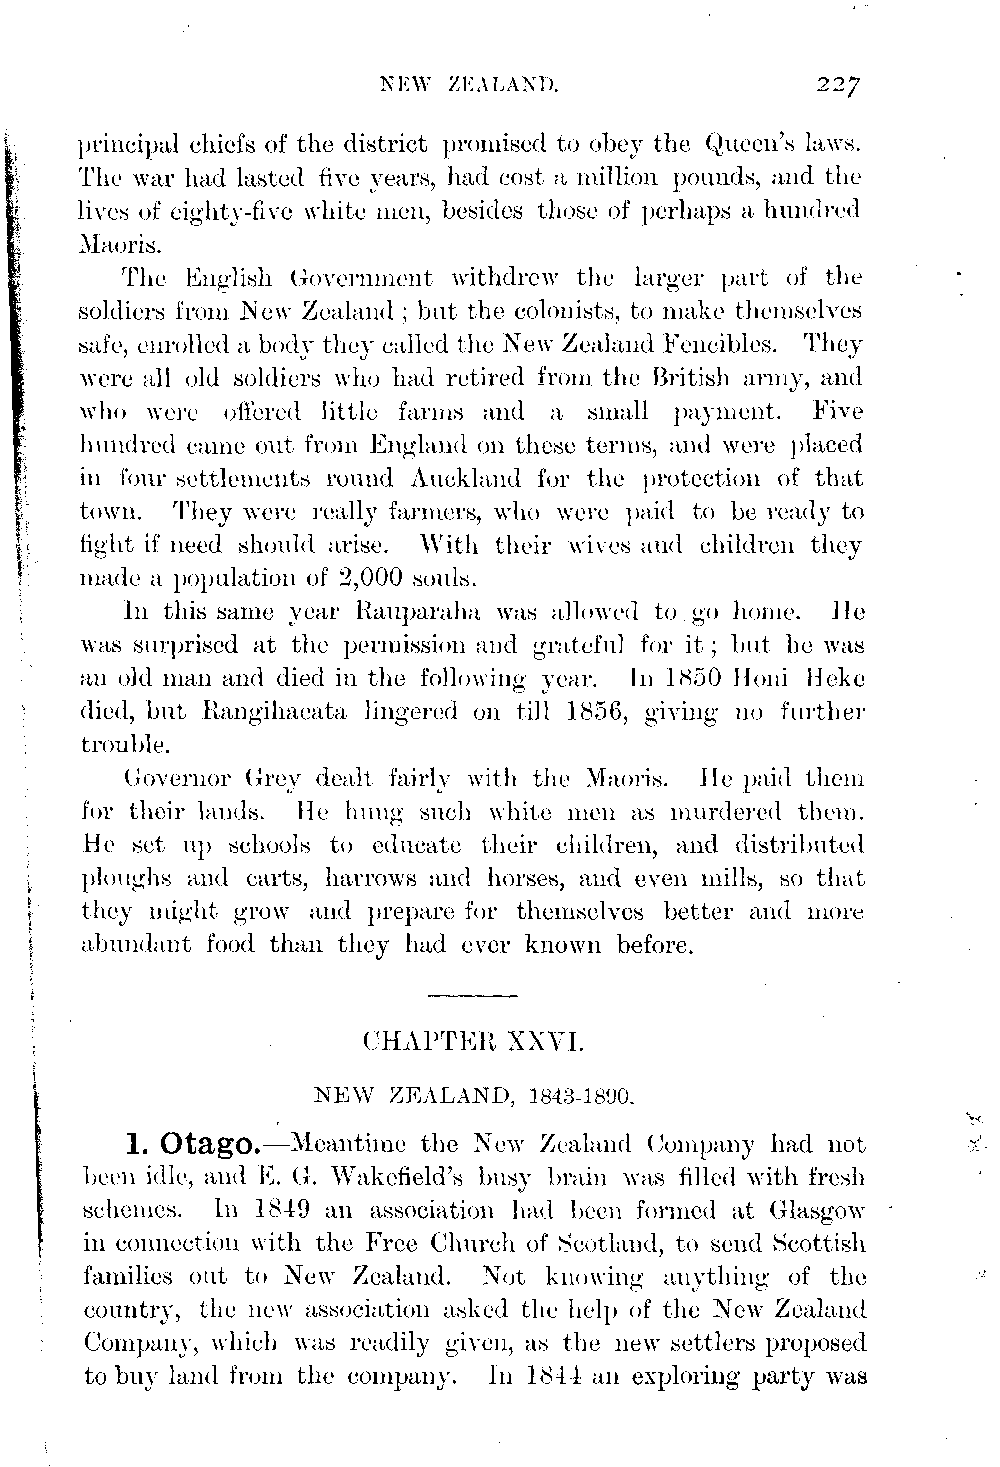 NEW ZEALAND. 227
principal chiefs of the district promised to obey the Queen's laws.
The war had lasted five years, had cost a million pounds, and the
lives of eighty-five white men, besides those of perhaps a hundred
Maoris.
The English Government withdrew the larger part of the
soldiers from New Zealand ; but the colonists, to make themselves
safe, enrolled a body they called the New Zealand Fencibles. They
were all old soldiers who had retired from the British army, and
who were offered little farms and a small payment. Five
hundred came out from England on these terms, and were placed
in four settlements round Auckland for the protection of that
town. They were really farmers, who were paid to be ready to
fight if need should arise. With their wives and children they
made a population of 2,000 souls.
In this same year Rauparaha was allowed to go home. He
was surprised at the permission and grateful for it ; but he was
an old man and died in the following year. In 1850 Honi Heke
died, but Rangihaeata lingered on till 1856, giving no further
trouble.
Governor Grey dealt fairly with the Maoris. He paid them
for their lands. He hung such white men as murdered them.
He set up schools to educate their children, and distributed
ploughs and carts, harrows and horses, and even mills, so that
they might grow and prepare for themselves better and more
abundant food than they had ever known before.
CHAPTER XXVI.
NEW ZEALAND, 1843-1890.
1. Otago.—Meantime the New Zealand Company had not
been idle, and E. G. Wakefield's busy brain was filled with fresh
schemes. In 1849 an association had been formed at Glasgow
in connection with the Free Church of Scotland, to send Scottish
families out to New Zealand. Not knowing anything of the
country, the new association asked the help of the New Zealand
Company, which was readily given, as the new settlers proposed
to buy land from the company. In 1844 an exploring party was